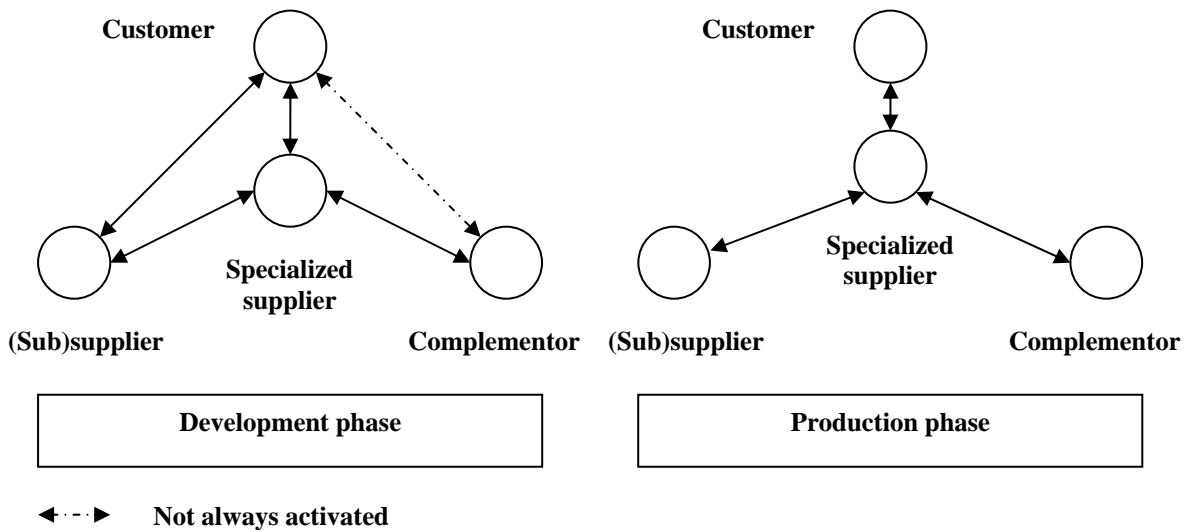 Customer
Specialized
supplier
(Sub)supplier
Complementor
Development phase
Customer
Specialized
supplier
(Sub)supplier
Complementor
Production phase
Not always activated